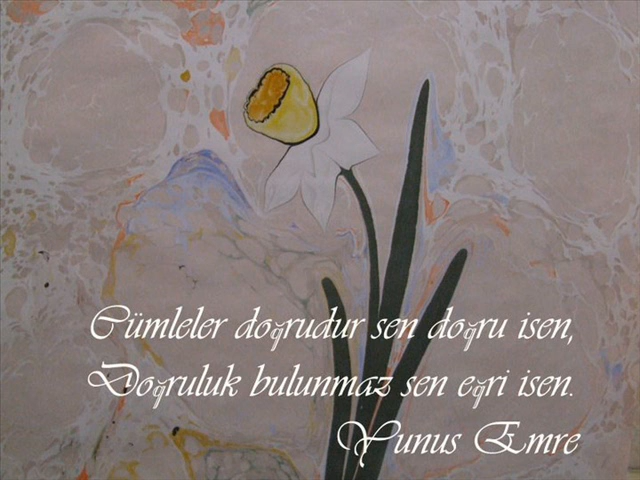 Cümleler doğrudur sen doğru isen,
Doğruluk bulunmaz sen eğri isen.
Yunus Emre